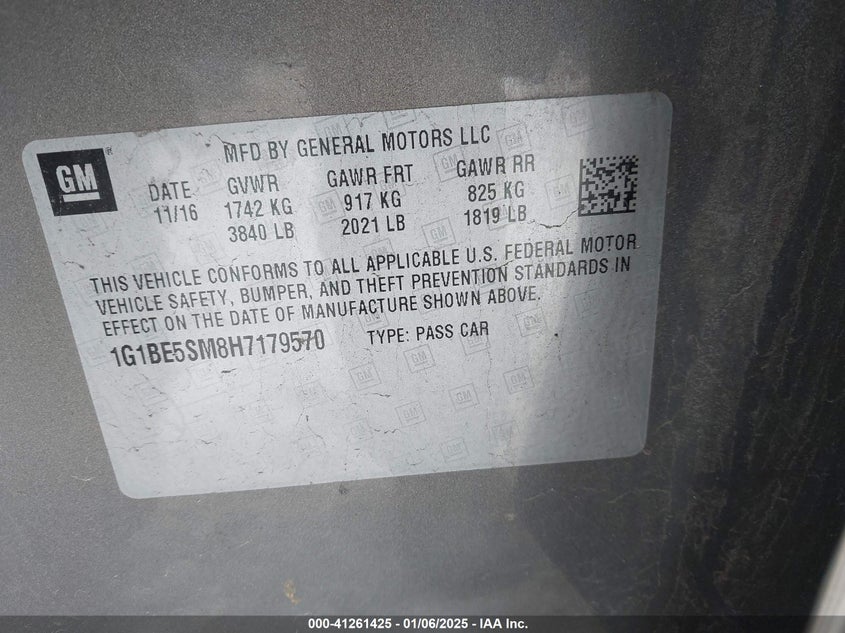 GM
MFD BY GENERAL MOTORS LLC
DATE GVWR GAWR FRT GAWR RR
11/16 1742 KG 917 KG 825 KG
3840 LB 2021 LB 1819 LB
THIS VEHICLE CONFORMS TO ALL APPLICABLE U.S. FEDERAL MOTOR
VEHICLE SAFETY, BUMPER, AND THEFT PREVENTION STANDARDS IN
EFFECT ON THE DATE OF MANUFACTURE SHOWN ABOVE.
1G1BE5SM8H7179570 TYPE: PASS CAR
000-41261425 - 01/06/2025 - IAA Inc.